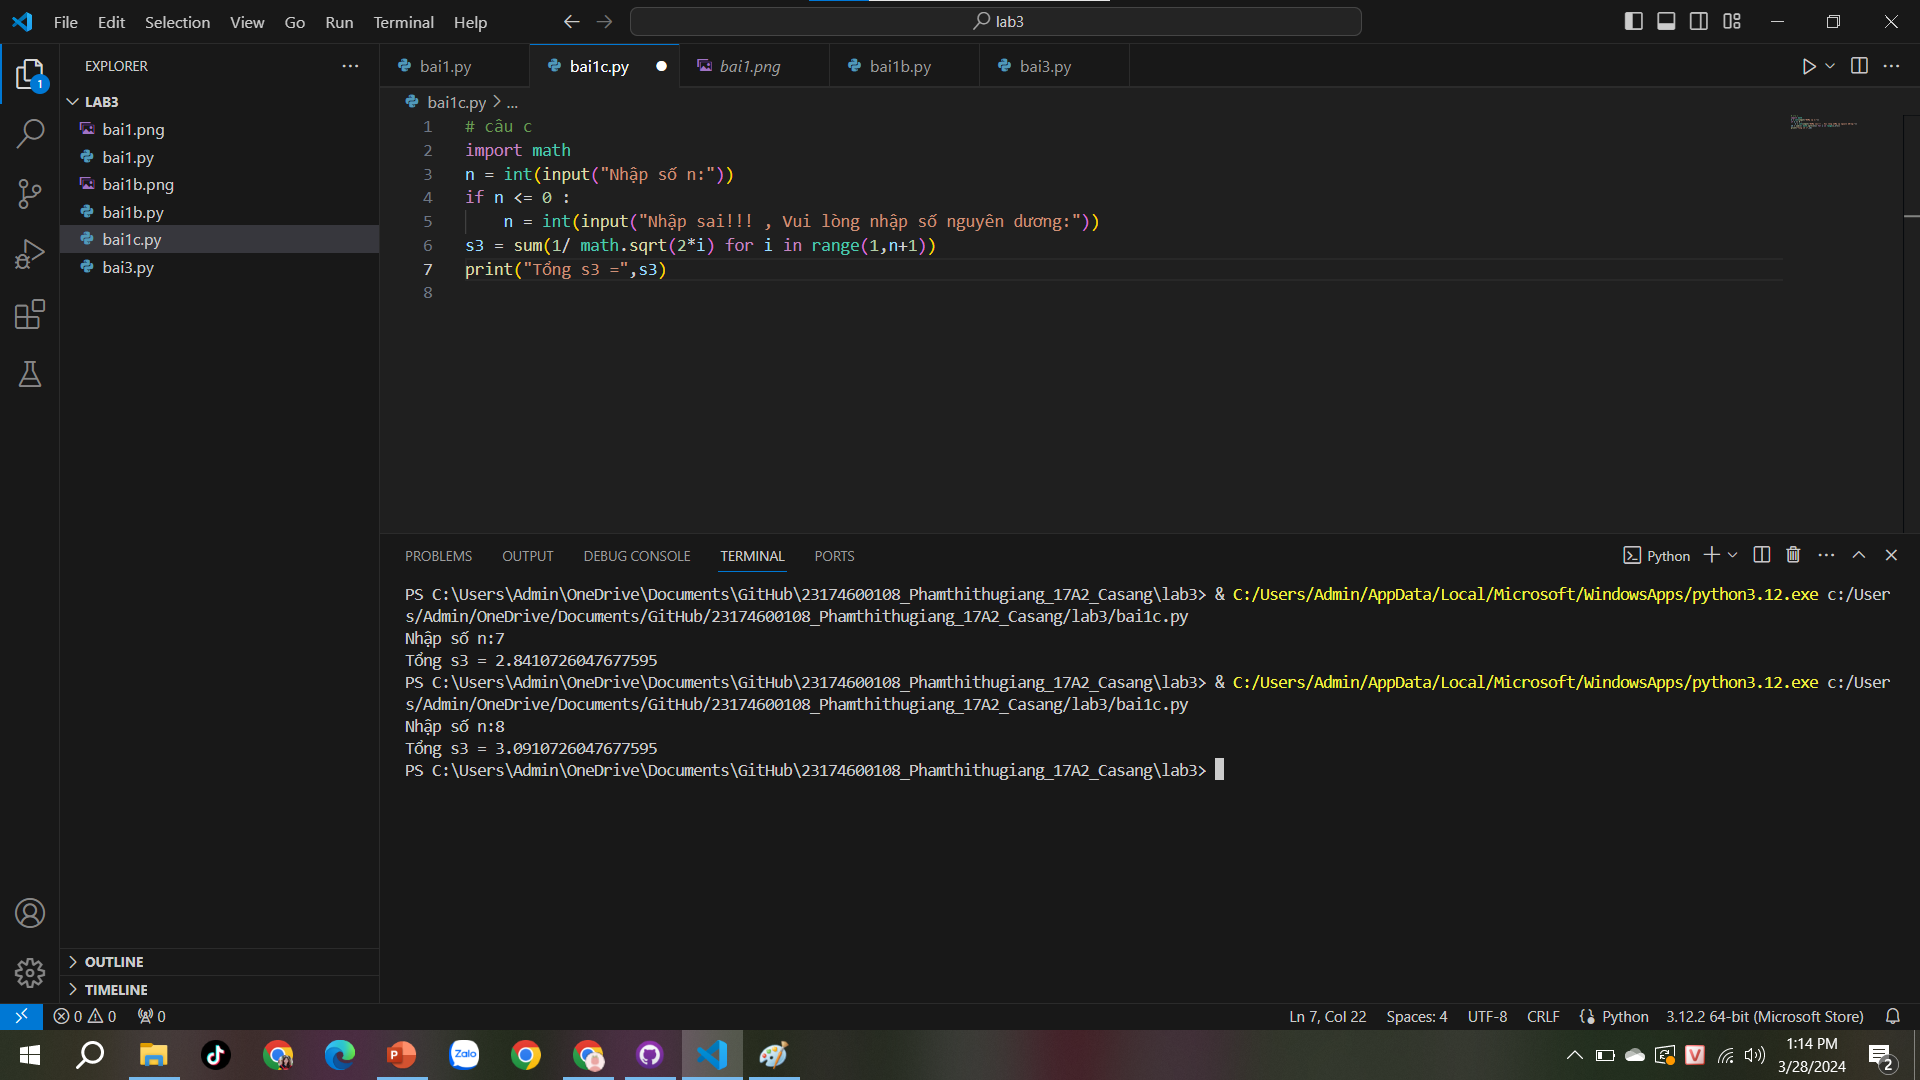 File Edit Selection View Go Run Terminal Help
lab3
EXPLORER
LAB3
bai1.png
bai1.py
bai1b.png
bai1b.py
bai1c.py
bai3.py
OUTLINE
TIMELINE
1
bai1.py bai1c.py bai1.png bai1b.py bai3.py
bai1c.py > ...
1 # câu c
2 import math
3 n = int(input("Nhập số n:"))
4 if n <= 0 :
5 n = int(input("Nhập sai!!! , Vui lòng nhập số nguyên dương:"))
6 s3 = sum(1/ math.sqrt(2*i) for i in range(1,n+1))
7 print("Tổng s3 =",s3)
8
PROBLEMS OUTPUT DEBUG CONSOLE TERMINAL PORTS
Python
PS C:\Users\Admin\OneDrive\Documents\GitHub\23174600108_Phamthithugiang_17A2_Casang\lab3> & C:/Users/Admin/AppData/Local/Microsoft/WindowsApps/python3.12.exe c:/User
s/Admin/OneDrive/Documents/GitHub/23174600108_Phamthithugiang_17A2_Casang/lab3/bai1c.py
Nhập số n:7
Tổng s3 = 2.8410726047677595
PS C:\Users\Admin\OneDrive\Documents\GitHub\23174600108_Phamthithugiang_17A2_Casang\lab3> & C:/Users/Admin/AppData/Local/Microsoft/WindowsApps/python3.12.exe c:/User
s/Admin/OneDrive/Documents/GitHub/23174600108_Phamthithugiang_17A2_Casang/lab3/bai1c.py
Nhập số n:8
Tổng s3 = 3.0910726047677595
PS C:\Users\Admin\OneDrive\Documents\GitHub\23174600108_Phamthithugiang_17A2_Casang\lab3>
0 0 0
Ln 7, Col 22 Spaces: 4 UTF-8 CRLF Python 3.12.2 64-bit (Microsoft Store)
P
Zalo
V
1:14 PM
3/28/2024
2